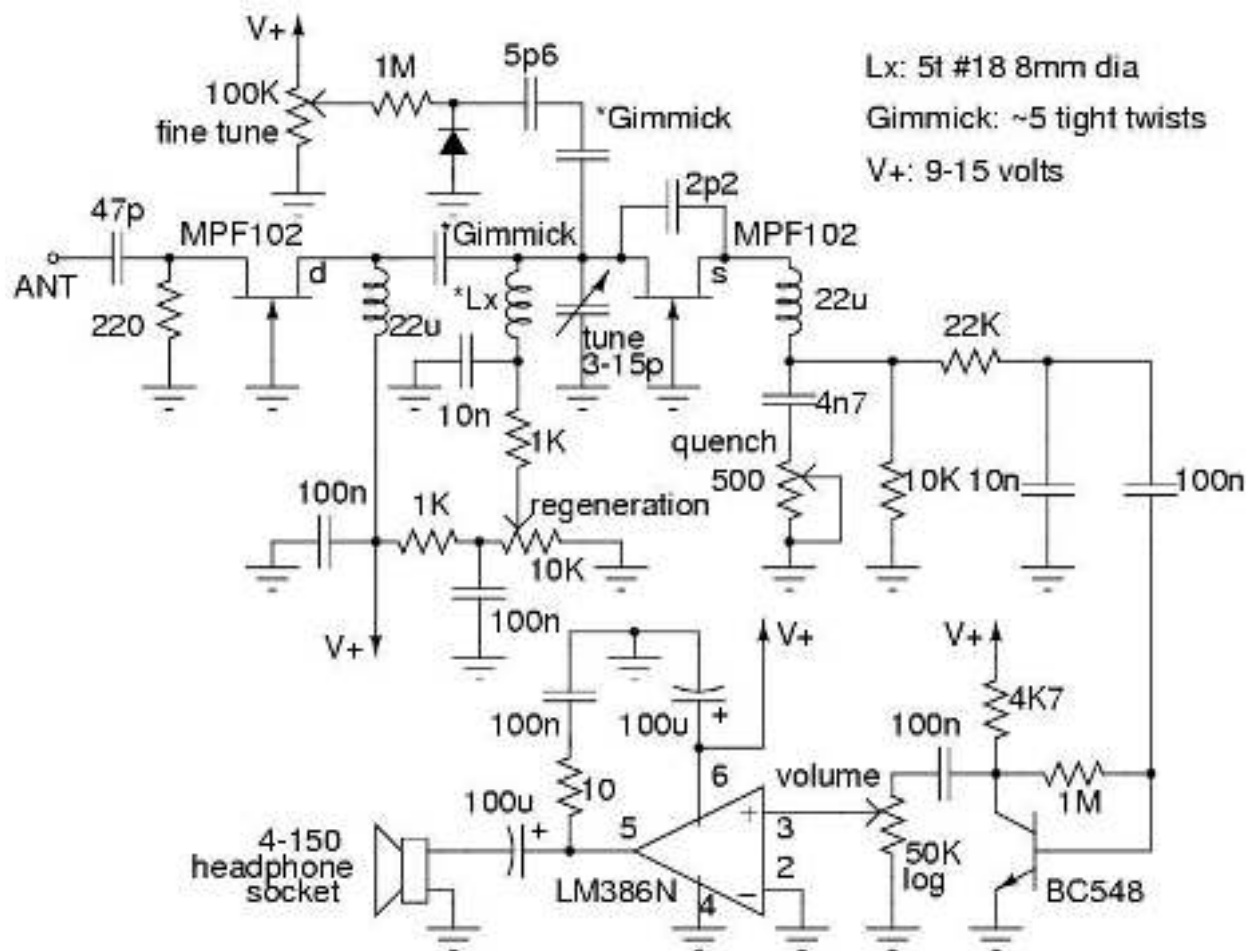 V+
100K
fine tune
1M
5p6
*Gimmick
Lx: 5t #18 8mm dia
Gimmick: ~5 tight twists
V+: 9-15 volts
47p
ANT
220
MPF102
d
22u
*Gimmick
*Lx
10n
1K
tune
3-15p
2p2
MPF102
s
22u
22K
4n7
quench
500
10K
10n
100n
100n
1K
regeneration
10K
100n
V+
100n
100u
+
V+
V+
4K7
100n
1M
10
100u
+
5
6
volume
+
3
2
−
4
LM386N
50K
log
BC548
4-150
headphone
socket